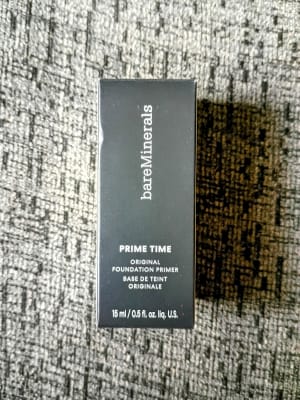 bareMinerals
PRIME TIME
ORIGINAL
FOUNDATION PRIMER
BASE DE TEINT
ORIGINALE
15 ml / 0.5 fl. oz. liq. U.S.